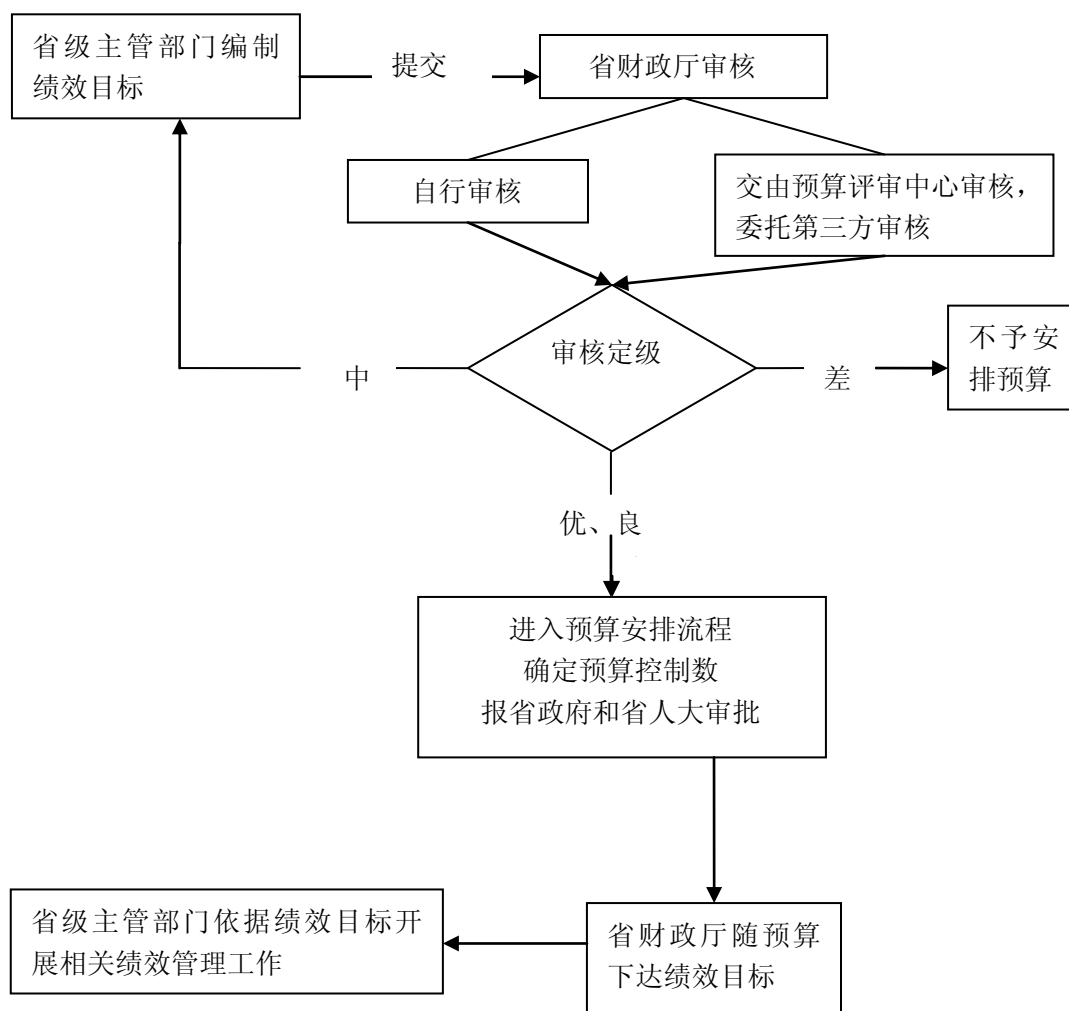 省级主管部门编制
绩效目标
提交
省财政厅审核
自行审核
交由预算评审中心审核，
委托第三方审核
审核定级
中
差
不予安
排预算
优、良
进入预算安排流程
确定预算控制数
报省政府和省人大审批
省级主管部门依据绩效目标开
展相关绩效管理工作
省财政厅随预算
下达绩效目标